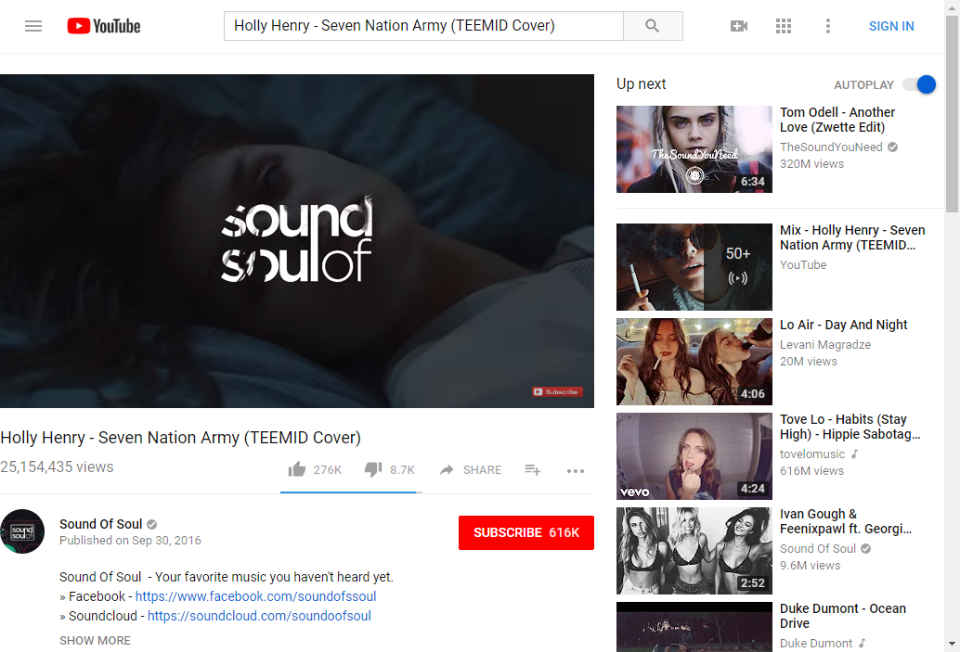 YouTube
Holly Henry - Seven Nation Army (TEEMID Cover)
SIGN IN
sound
soulof
Subscribe
Holly Henry - Seven Nation Army (TEEMID Cover)
25,154,435 views
276K
8.7K
SHARE
sound
soulof
Sound Of Soul
Published on Sep 30, 2016
SUBSCRIBE 616K
Sound Of Soul - Your favorite music you haven't heard yet.
» Facebook - https://www.facebook.com/soundofssoul
» Soundcloud - https://soundcloud.com/soundoofsoul
SHOW MORE
Up next
AUTOPLAY
TheSoundYouNeed
6:34
Tom Odell - Another
Love (Zwette Edit)
TheSoundYouNeed
320M views
50+
Mix - Holly Henry - Seven
Nation Army (TEEMID...
YouTube
4:06
Lo Air - Day And Night
Levani Magradze
20M views
vevo
4:24
Tove Lo - Habits (Stay
High) - Hippie Sabotag...
tovelomusic
616M views
2:52
Ivan Gough &
Feenixpawl ft. Georgi...
Sound Of Soul
9.6M views
Duke Dumont - Ocean
Drive
Duke Dumont